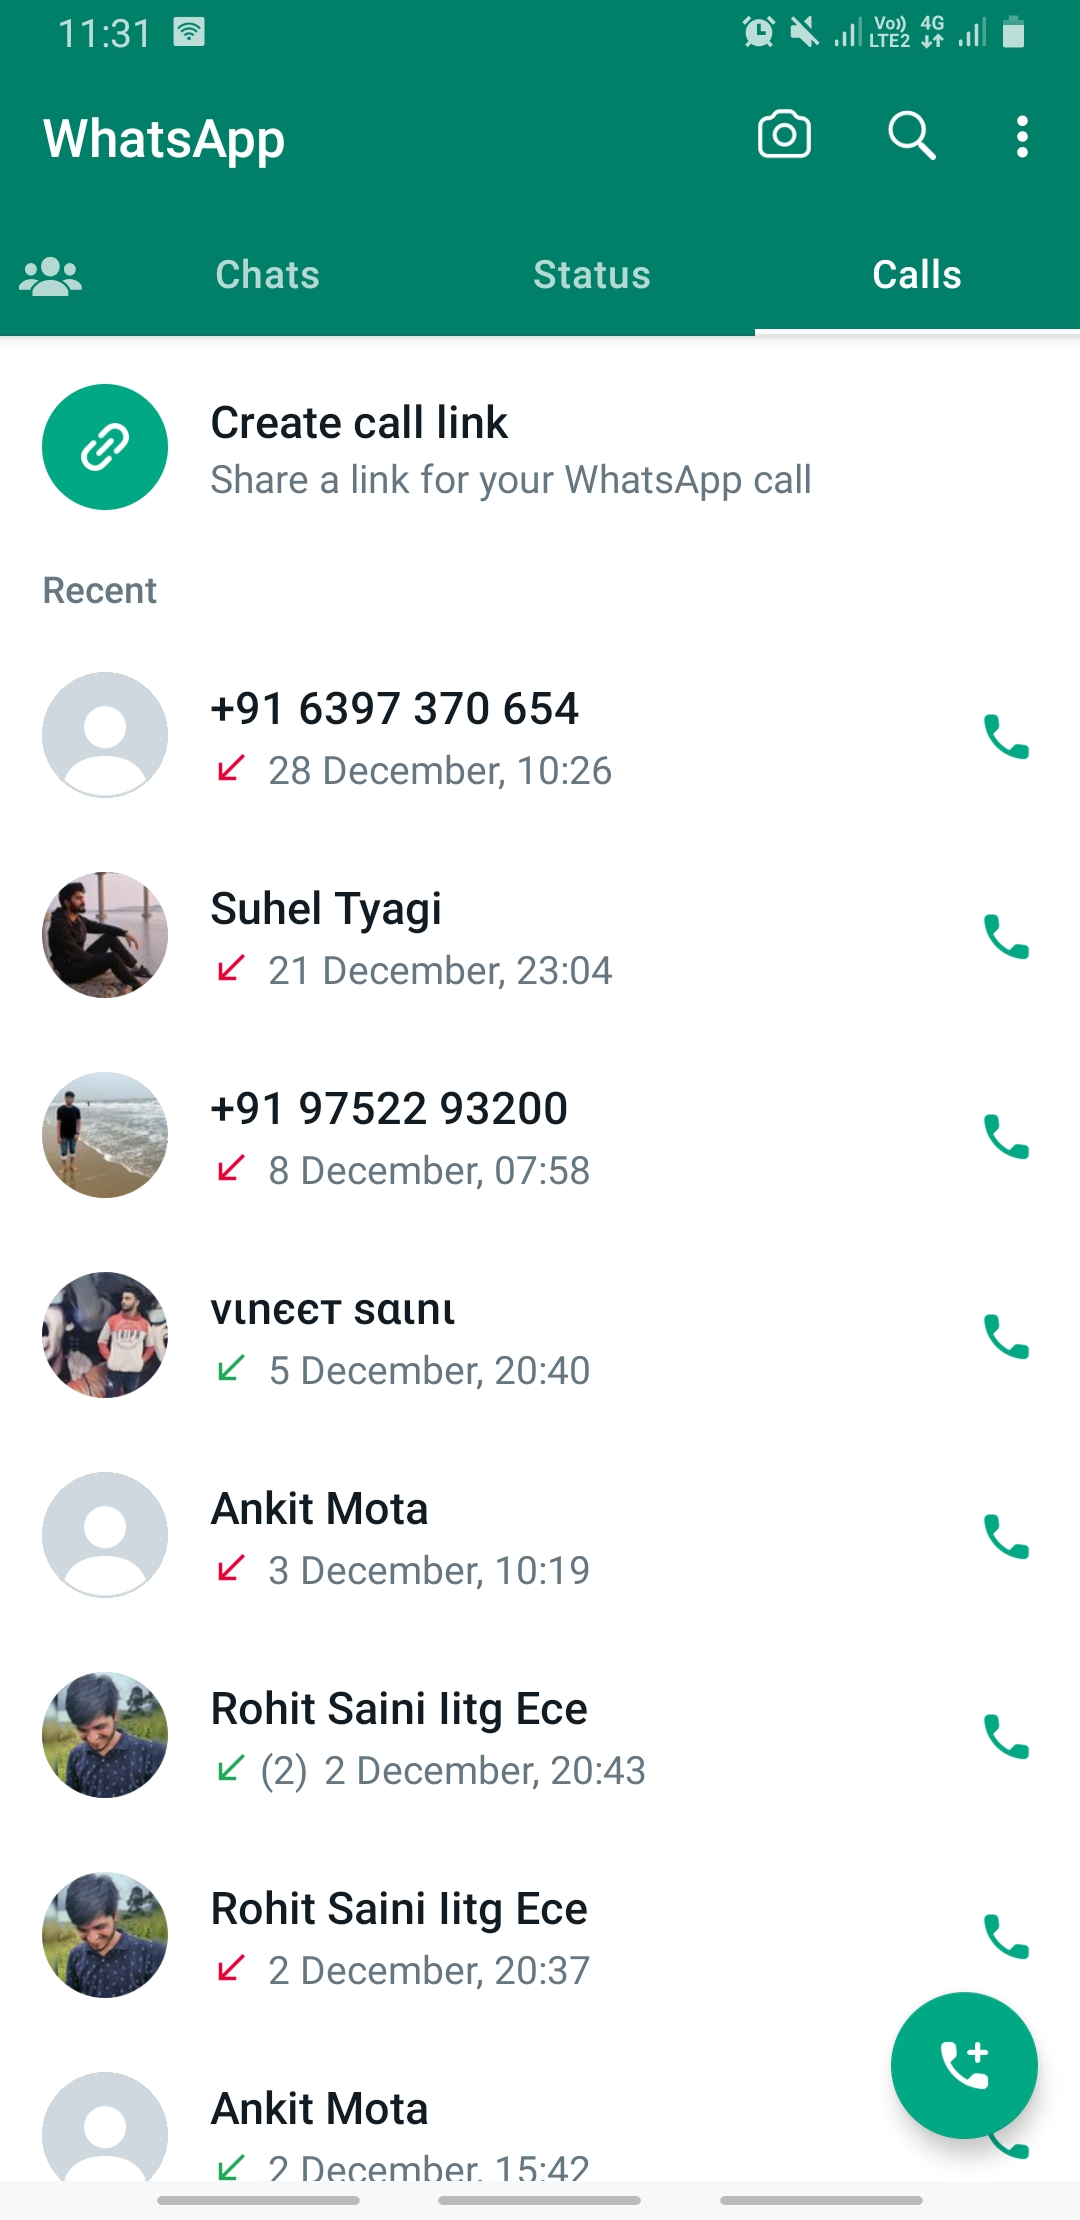 11:31 Vo)) LTE2 4G
WhatsApp
Chats Status Calls
Create call link
Share a link for your WhatsApp call
Recent
+91 6397 370 654
28 December, 10:26
Suhel Tyagi
21 December, 23:04
+91 97522 93200
8 December, 07:58
vιnєєт sαιnι
5 December, 20:40
Ankit Mota
3 December, 10:19
Rohit Saini Iitg Ece
(2) 2 December, 20:43
Rohit Saini Iitg Ece
2 December, 20:37
Ankit Mota
2 December, 15:42